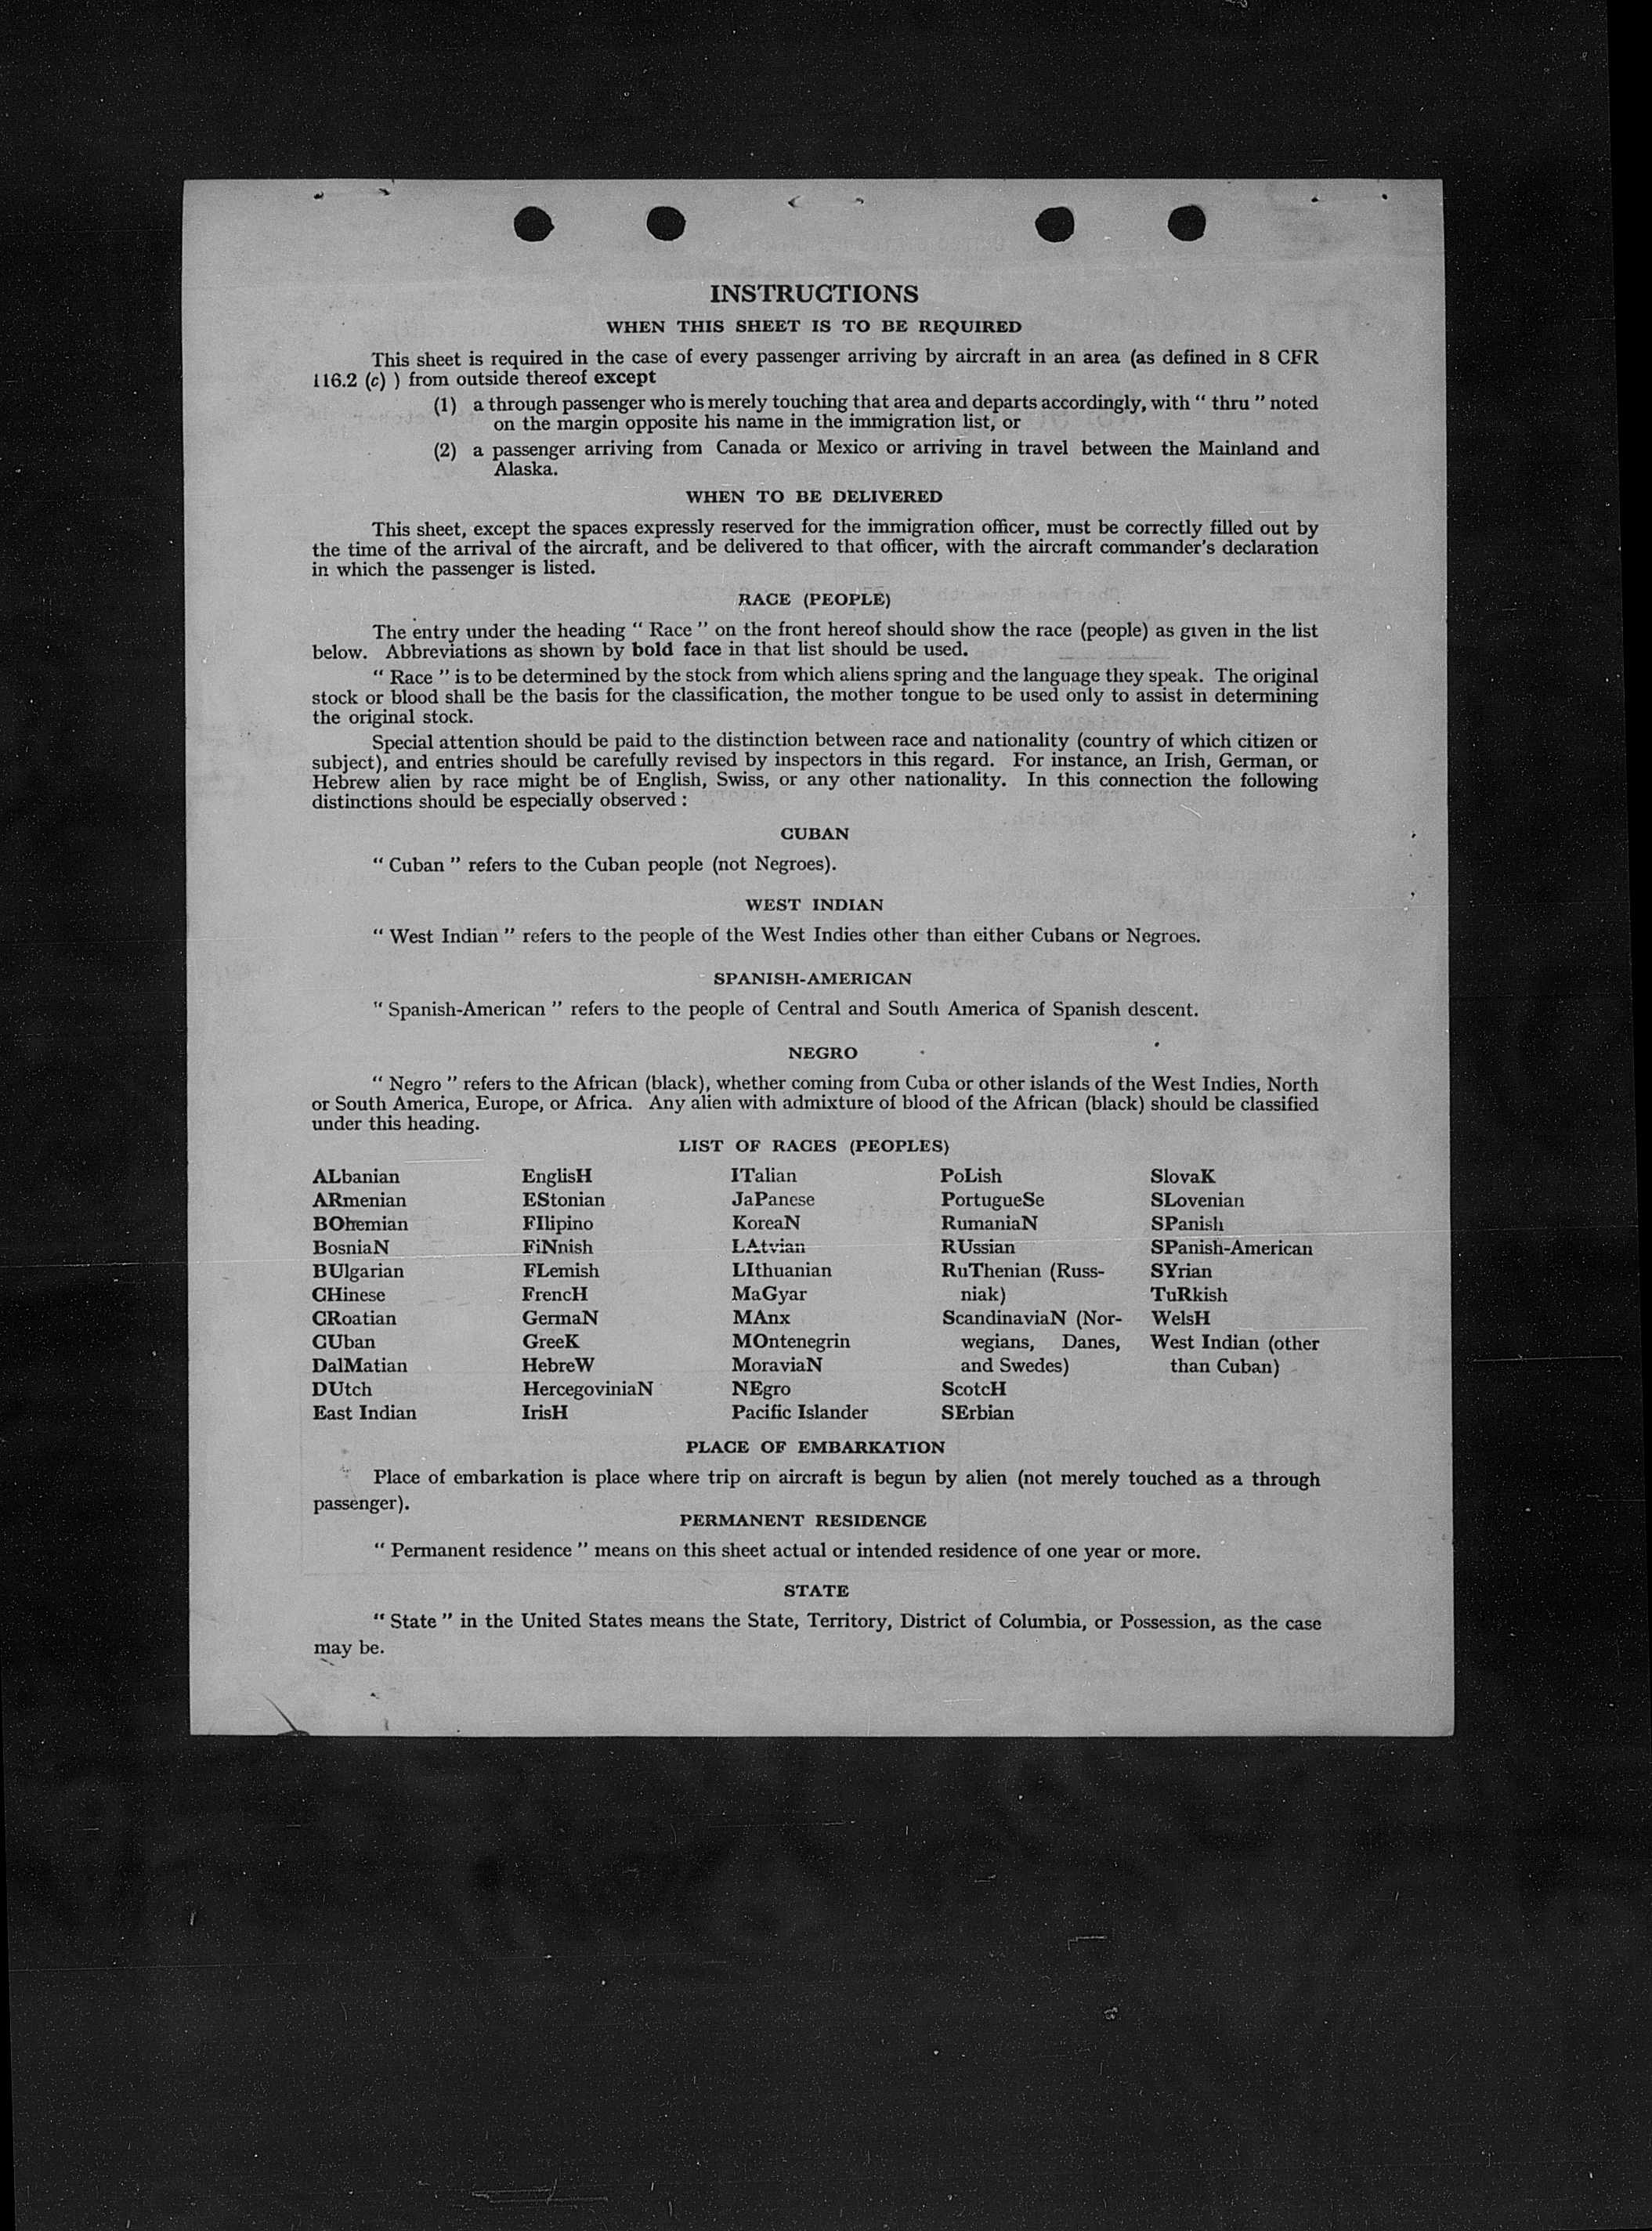 INSTRUCTIONS
WHEN THIS SHEET IS TO BE REQUIRED
This sheet is required in the case of every passenger arriving by aircraft in an area (as defined in 8 CFR
116.2 (c) ) from outside thereof except
(1) a through passenger who is merely touching that area and departs accordingly, with “ thru ” noted
on the margin opposite his name in the immigration list, or
(2) a passenger arriving from Canada or Mexico or arriving in travel between the Mainland and
Alaska.
WHEN TO BE DELIVERED
This sheet, except the spaces expressly reserved for the immigration officer, must be correctly filled out by
the time of the arrival of the aircraft, and be delivered to that officer, with the aircraft commander’s declaration
in which the passenger is listed.
RACE (PEOPLE)
The entry under the heading “ Race ” on the front hereof should show the race (people) as given in the list
below. Abbreviations as shown by bold face in that list should be used.
“ Race ” is to be determined by the stock from which aliens spring and the language they speak. The original
stock or blood shall be the basis for the classification, the mother tongue to be used only to assist in determining
the original stock.
Special attention should be paid to the distinction between race and nationality (country of which citizen or
subject), and entries should be carefully revised by inspectors in this regard. For instance, an Irish, German, or
Hebrew alien by race might be of English, Swiss, or any other nationality. In this connection the following
distinctions should be especially observed :
CUBAN
“ Cuban ” refers to the Cuban people (not Negroes).
WEST INDIAN
“ West Indian ” refers to the people of the West Indies other than either Cubans or Negroes.
SPANISH-AMERICAN
“ Spanish-American ” refers to the people of Central and South America of Spanish descent.
NEGRO
“ Negro ” refers to the African (black), whether coming from Cuba or other islands of the West Indies, North
or South America, Europe, or Africa. Any alien with admixture of blood of the African (black) should be classified
under this heading.
LIST OF RACES (PEOPLES)
ALbanian
ARmenian
BOhemian
BosniaN
BUlgarian
CHinese
CRoatian
CUban
DalMatian
DUtch
East Indian
EnglisH
EStonian
FIlipino
FiNnish
FLemish
FrencH
GermaN
GreeK
HebreW
HercegoviniaN
IrisH
ITalian
JaPanese
KoreaN
LAtvian
LIthuanian
MaGyar
MAnx
MOntenegrin
MoraviaN
NEgro
Pacific Islander
PoLish
PortugueSe
RumaniaN
RUssian
RuThenian (Russ-
niak)
ScandinaviaN (Nor-
wegians, Danes,
and Swedes)
ScotcH
SErbian
SlovaK
SLovenian
SPanish
SPanish-American
SYrian
TuRkish
WelsH
West Indian (other
than Cuban)
PLACE OF EMBARKATION
Place of embarkation is place where trip on aircraft is begun by alien (not merely touched as a through
passenger).
PERMANENT RESIDENCE
“ Permanent residence ” means on this sheet actual or intended residence of one year or more.
STATE
“ State ” in the United States means the State, Territory, District of Columbia, or Possession, as the case
may be.